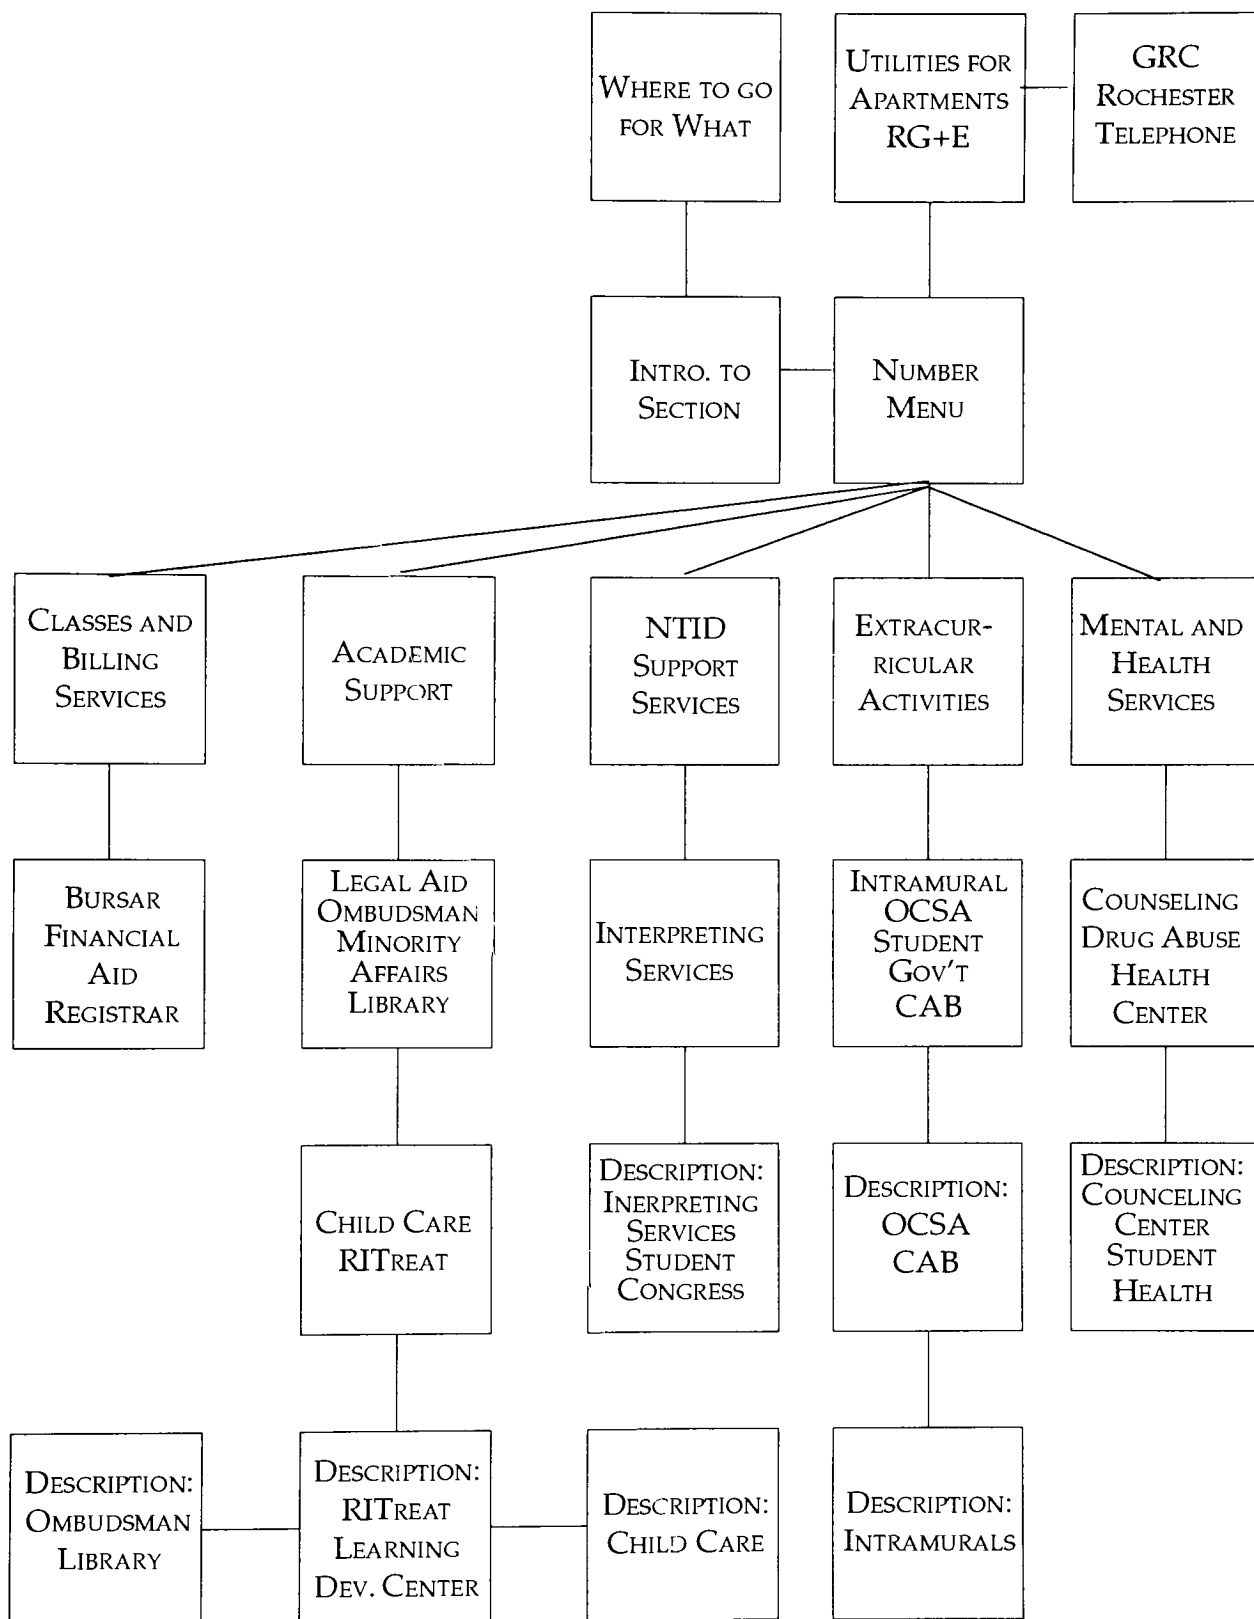 WHERE TO GO
FOR WHAT
UTILITIES FOR
APARTMENTS
RG+E
GRC
ROCHESTER
TELEPHONE
INTRO. TO
SECTION
NUMBER
MENU
CLASSES AND
BILLING
SERVICES
ACADEMIC
SUPPORT
NTID
SUPPORT
SERVICES
EXTRACUR-
RICULAR
ACTIVITIES
MENTAL AND
HEALTH
SERVICES
BURSAR
FINANCIAL
AID
REGISTRAR
LEGAL AID
OMBUDSMAN
MINORITY
AFFAIRS
LIBRARY
INTERPRETING
SERVICES
INTRAMURAL
OCSA
STUDENT
GOV'T
CAB
COUNSELING
DRUG ABUSE
HEALTH
CENTER
CHILD CARE
RITREAT
DESCRIPTION:
INERPRETING
SERVICES
STUDENT
CONGRESS
DESCRIPTION:
OCSA
CAB
DESCRIPTION:
COUNCELING
CENTER
STUDENT
HEALTH
DESCRIPTION:
OMBUDSMAN
LIBRARY
DESCRIPTION:
RITREAT
LEARNING
DEV. CENTER
DESCRIPTION:
CHILD CARE
DESCRIPTION:
INTRAMURALS